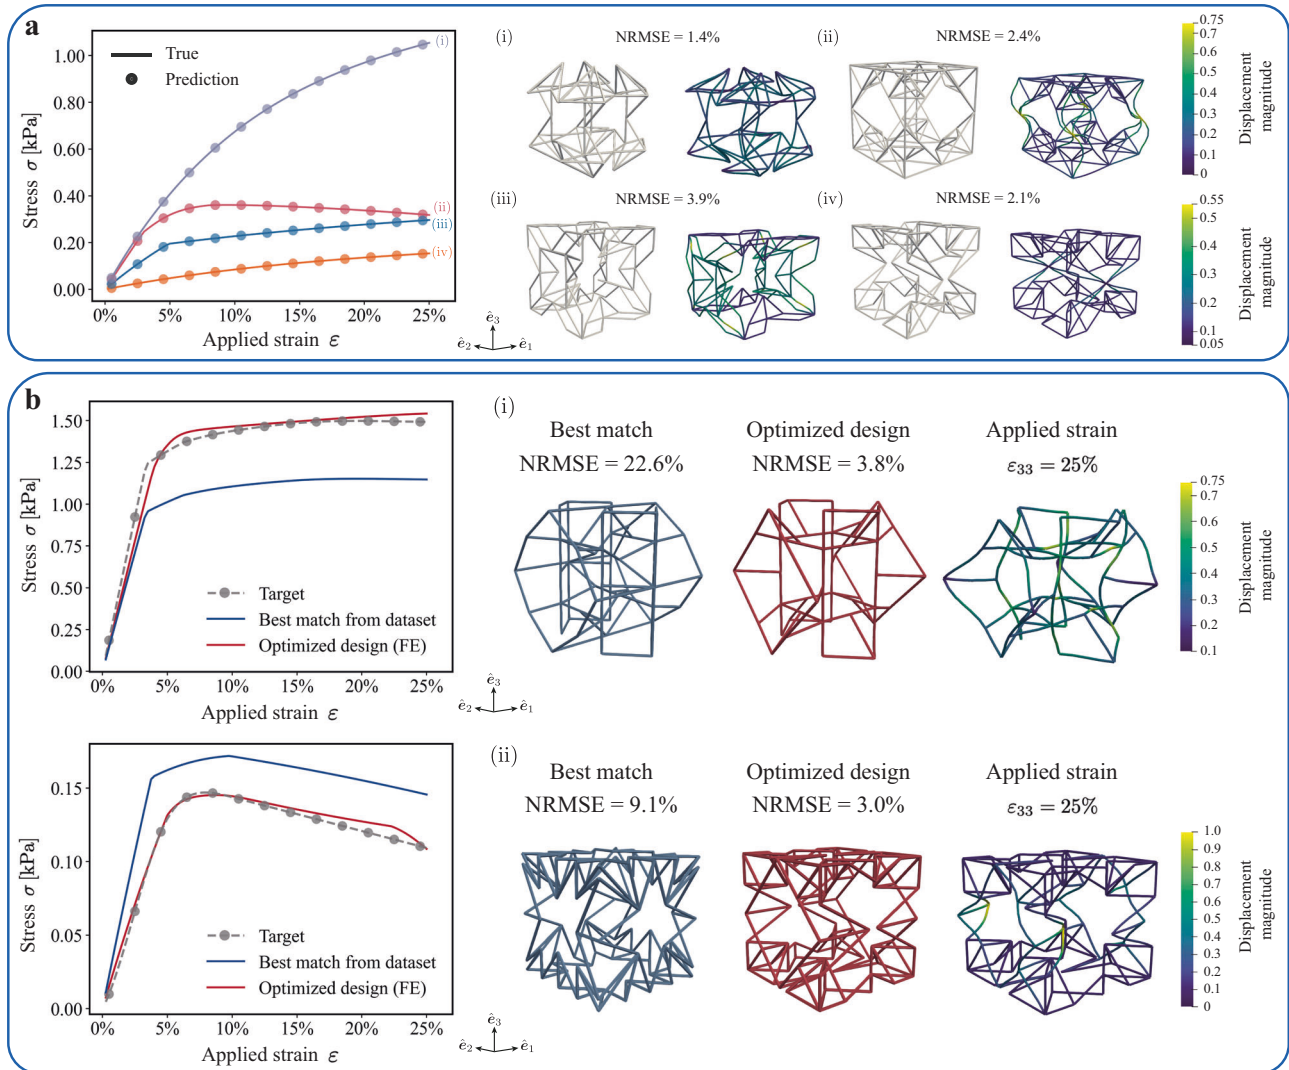 a
1.00
0.80
0.60
0.40
0.20
0.00
Stress σ [kPa]
True
Prediction
(i)
(ii)
(iii)
(iv)
0% 5% 10% 15% 20% 25%
Applied strain ε
(i)
NRMSE = 1.4%
(ii)
NRMSE = 2.4%
0.75
0.7
0.6
0.5
0.4
0.3
0.2
0.1
0
Displacement
magnitude
(iii)
NRMSE = 3.9%
(iv)
NRMSE = 2.1%
0.55
0.5
0.4
0.3
0.2
0.1
0.05
Displacement
magnitude
ê₃
ê₂ ê₁
b
1.50
1.25
1.00
0.75
0.50
0.25
0.00
Stress σ [kPa]
Target
Best match from dataset
Optimized design (FE)
0% 5% 10% 15% 20% 25%
Applied strain ε
(i)
Best match
NRMSE = 22.6%
Optimized design
NRMSE = 3.8%
Applied strain
ε₃₃ = 25%
0.75
0.7
0.6
0.5
0.4
0.3
0.2
0.1
Displacement
magnitude
ê₃
ê₂ ê₁
0.15
0.10
0.05
0.00
Stress σ [kPa]
Target
Best match from dataset
Optimized design (FE)
0% 5% 10% 15% 20% 25%
Applied strain ε
(ii)
Best match
NRMSE = 9.1%
Optimized design
NRMSE = 3.0%
Applied strain
ε₃₃ = 25%
1.0
0.9
0.8
0.7
0.6
0.5
0.4
0.3
0.2
0.1
0
Displacement
magnitude
ê₃
ê₂ ê₁